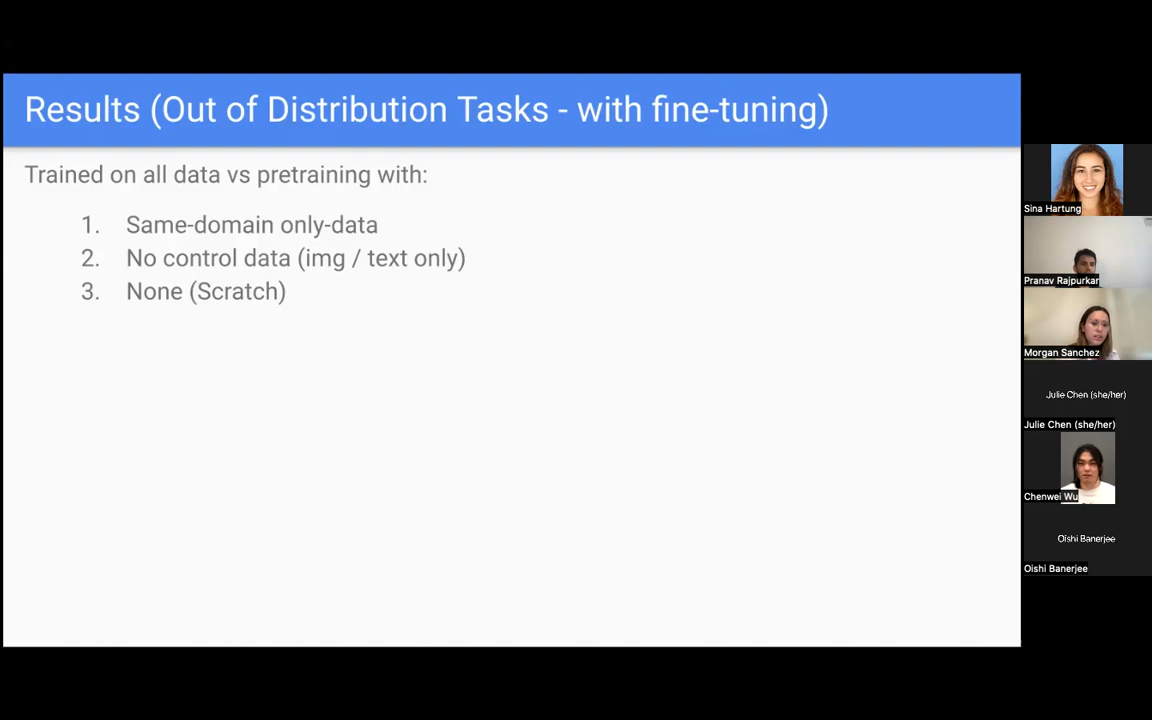 Results (Out of Distribution Tasks - with fine-tuning)
Trained on all data vs pretraining with:
1. Same-domain only-data
2. No control data (img / text only)
3. None (Scratch)
Sina Hartung
Pranav Rajpurkar
Morgan Sanchez
Julie Chen (she/her)
Julie Chen (she/her)
Chenwei Wu
Oishi Banerjee
Oishi Banerjee